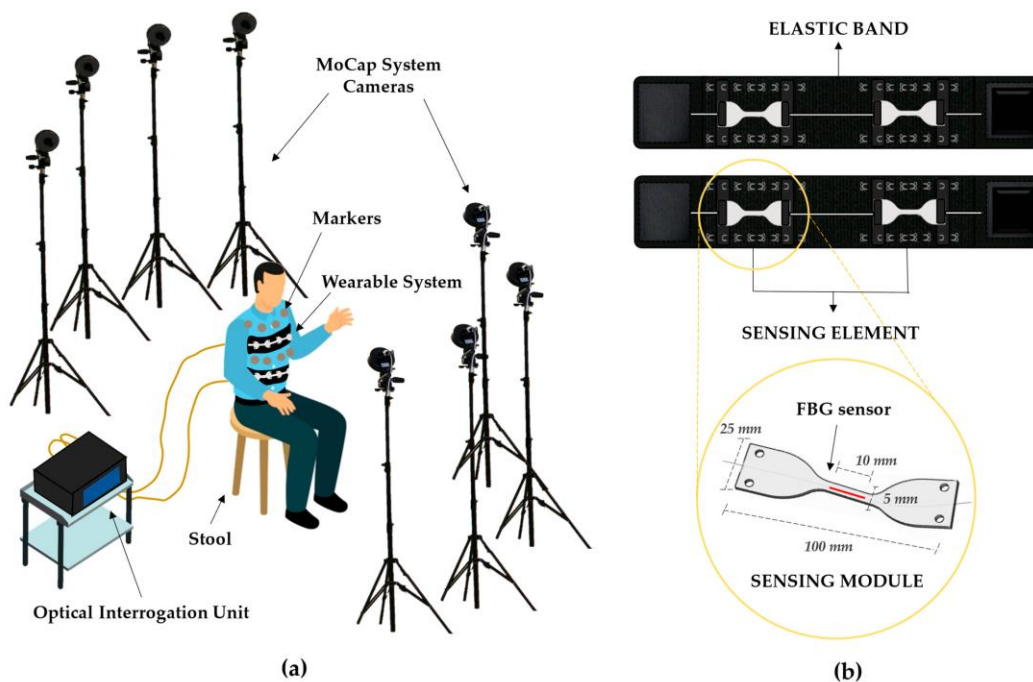 MoCap System
Cameras
Markers
Wearable System
Stool
Optical Interrogation Unit
(a)
ELASTIC BAND
SENSING ELEMENT
FBG sensor
25 mm
10 mm
5 mm
100 mm
SENSING MODULE
(b)